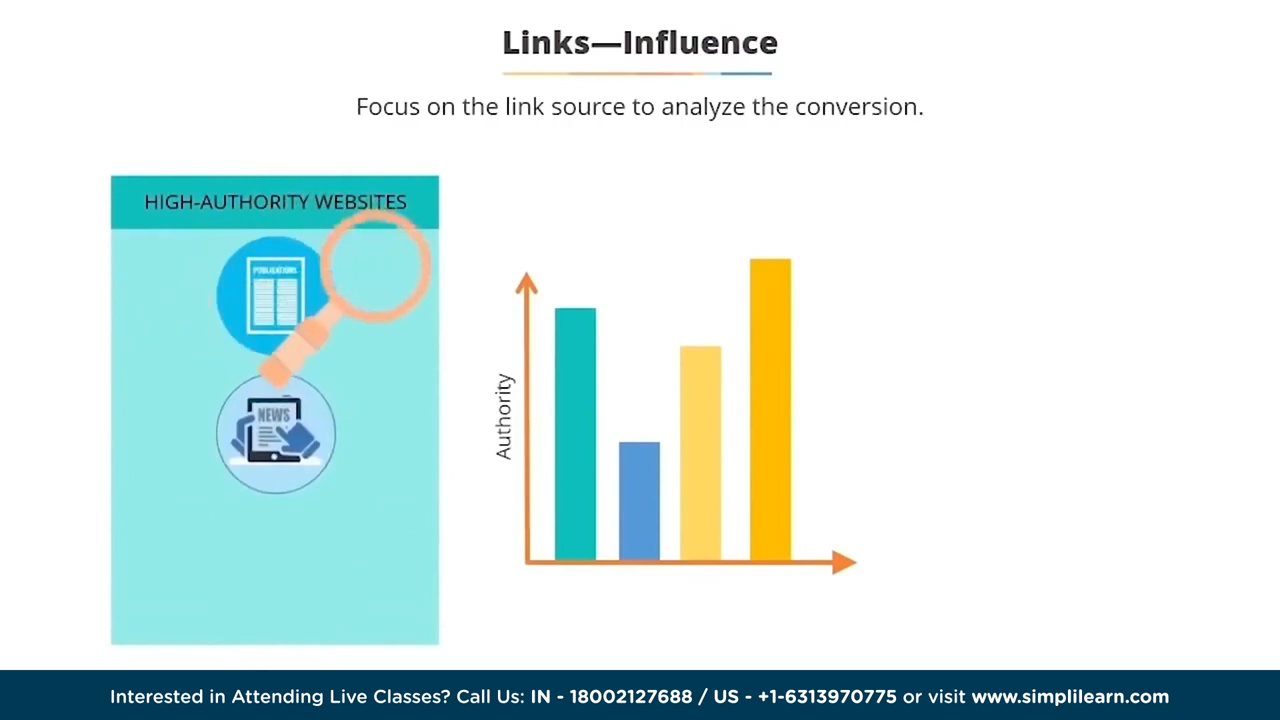 Links—Influence
Focus on the link source to analyze the conversion.
HIGH-AUTHORITY WEBSITES
PUBLICATIONS
NEWS
Authority
Interested in Attending Live Classes? Call Us: IN - 18002127688 / US - +1-6313970775 or visit www.simplilearn.com